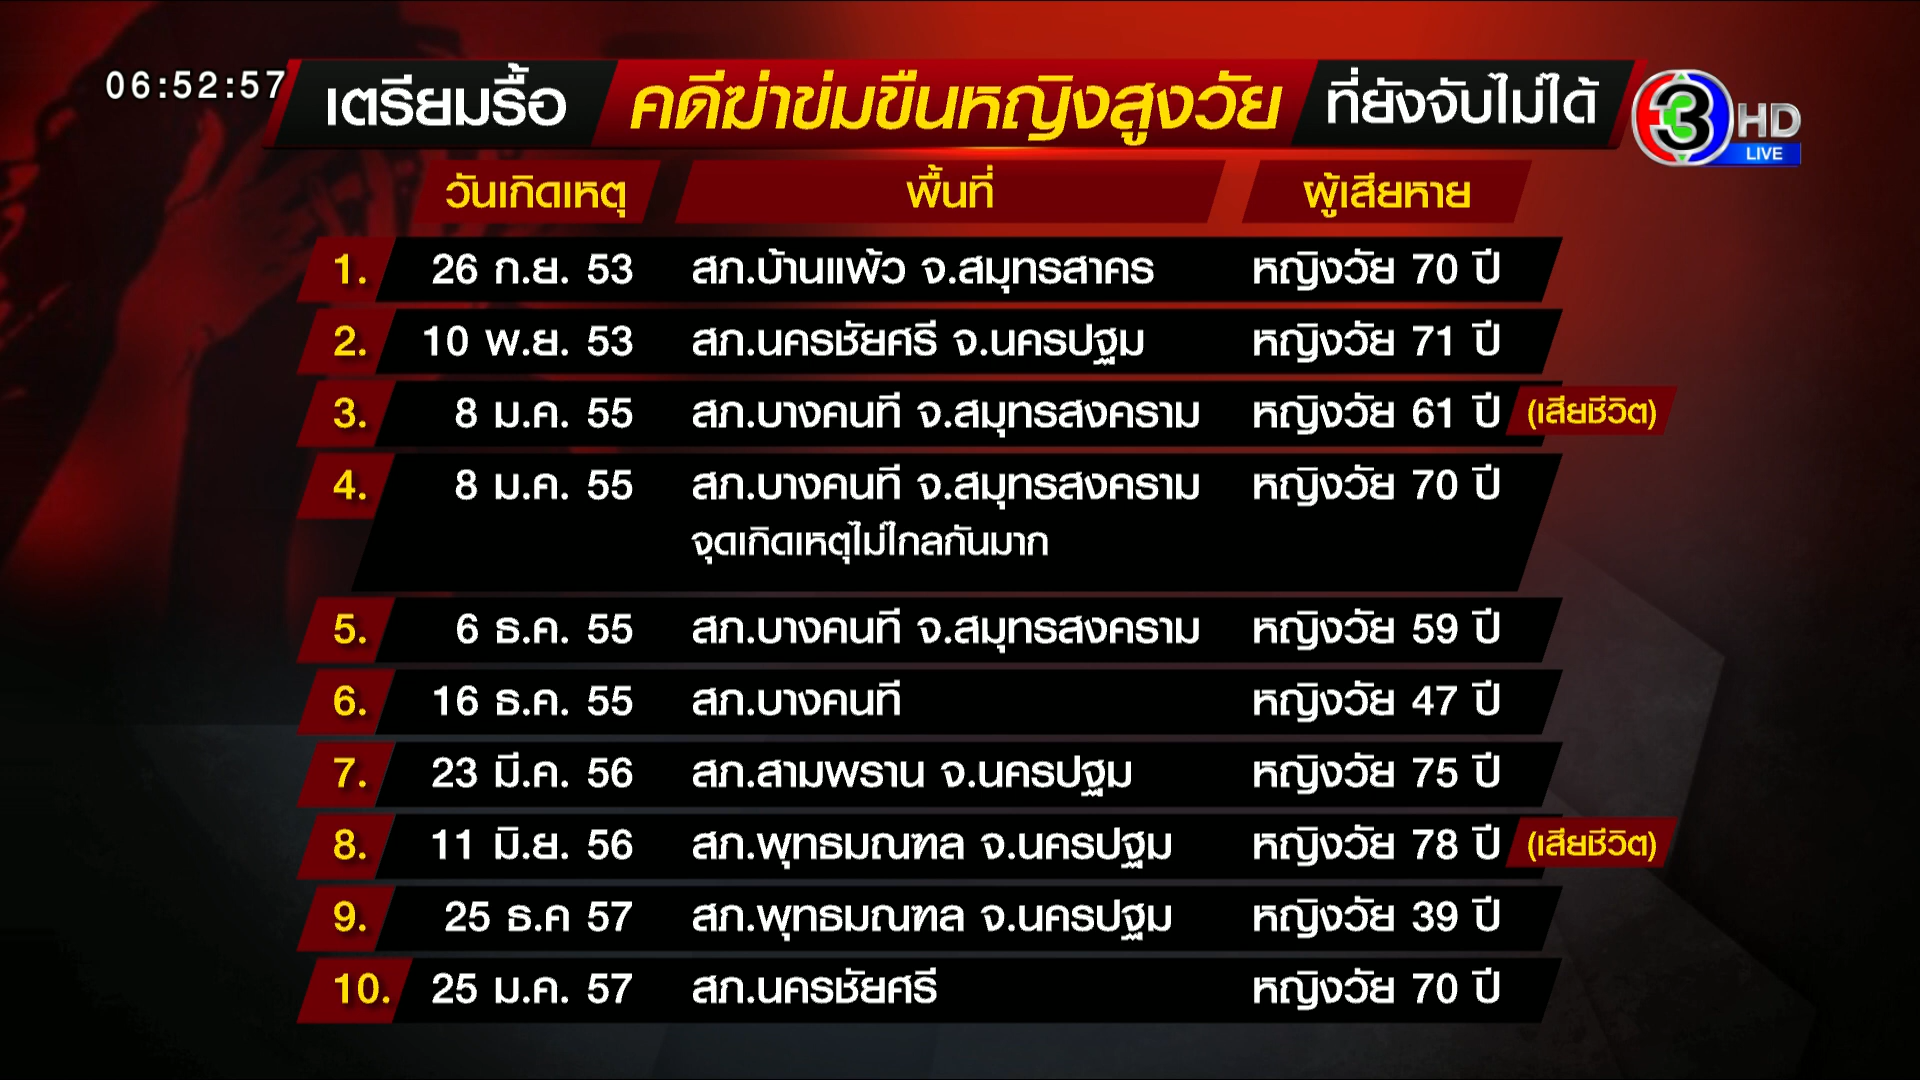 06:52:57
เตรียมรื้อ คดีฆ่าข่มขืนหญิงสูงวัย ที่ยังจับไม่ได้
3 HD
LIVE
วันเกิดเหตุ พื้นที่ ผู้เสียหาย
1. 26 ก.ย. 53 สภ.บ้านแพ้ว จ.สมุทรสาคร หญิงวัย 70 ปี
2. 10 พ.ย. 53 สภ.นครชัยศรี จ.นครปฐม หญิงวัย 71 ปี
3. 8 ม.ค. 55 สภ.บางคนที จ.สมุทรสงคราม หญิงวัย 61 ปี (เสียชีวิต)
4. 8 ม.ค. 55 สภ.บางคนที จ.สมุทรสงคราม หญิงวัย 70 ปี
จุดเกิดเหตุไม่ไกลกันมาก
5. 6 ธ.ค. 55 สภ.บางคนที จ.สมุทรสงคราม หญิงวัย 59 ปี
6. 16 ธ.ค. 55 สภ.บางคนที หญิงวัย 47 ปี
7. 23 มี.ค. 56 สภ.สามพราน จ.นครปฐม หญิงวัย 75 ปี
8. 11 มิ.ย. 56 สภ.พุทธมณฑล จ.นครปฐม หญิงวัย 78 ปี (เสียชีวิต)
9. 25 ธ.ค 57 สภ.พุทธมณฑล จ.นครปฐม หญิงวัย 39 ปี
10. 25 ม.ค. 57 สภ.นครชัยศรี หญิงวัย 70 ปี